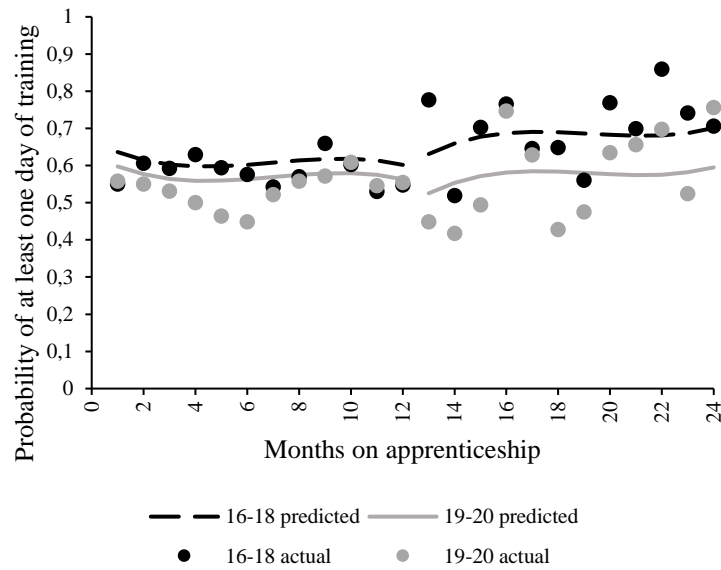 Probability of at least one day of training
1
0,9
0,8
0,7
0,6
0,5
0,4
0,3
0,2
0,1
0
0 2 4 6 8 10 12 14 16 18 20 22 24
Months on apprenticeship
16-18 predicted 19-20 predicted
16-18 actual 19-20 actual